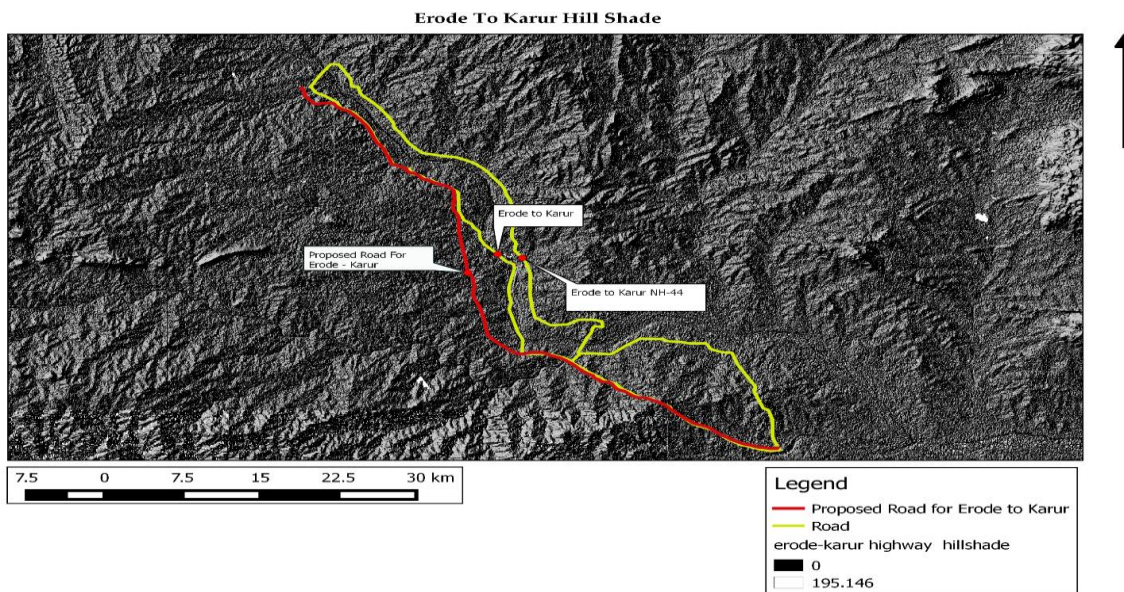 Erode To Karur Hill Shade
Erode to Karur
Proposed Road For
Erode - Karur
Erode to Karur NH-44
7.5 0 7.5 15 22.5 30 km
Legend
Proposed Road for Erode to Karur
Road
erode-karur highway hillshade
0
195.146